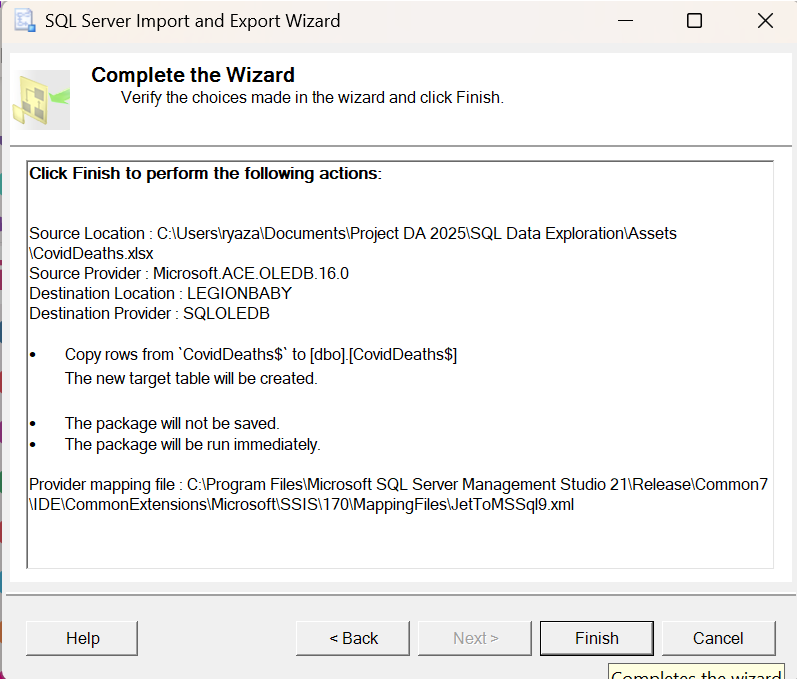 SQL Server Import and Export Wizard
Complete the Wizard
Verify the choices made in the wizard and click Finish.
Click Finish to perform the following actions:
Source Location : C:\Users\ryaza\Documents\Project DA 2025\SQL Data Exploration\Assets
\CovidDeaths.xlsx
Source Provider : Microsoft.ACE.OLEDB.16.0
Destination Location : LEGIONBABY
Destination Provider : SQLOLEDB
• Copy rows from `CovidDeaths$` to [dbo].[CovidDeaths$]
The new target table will be created.
• The package will not be saved.
• The package will be run immediately.
Provider mapping file : C:\Program Files\Microsoft SQL Server Management Studio 21\Release\Common7
\IDE\CommonExtensions\Microsoft\SSIS\170\MappingFiles\JetToMSSql9.xml
Help
< Back
Next >
Finish
Cancel
Completes the wizard